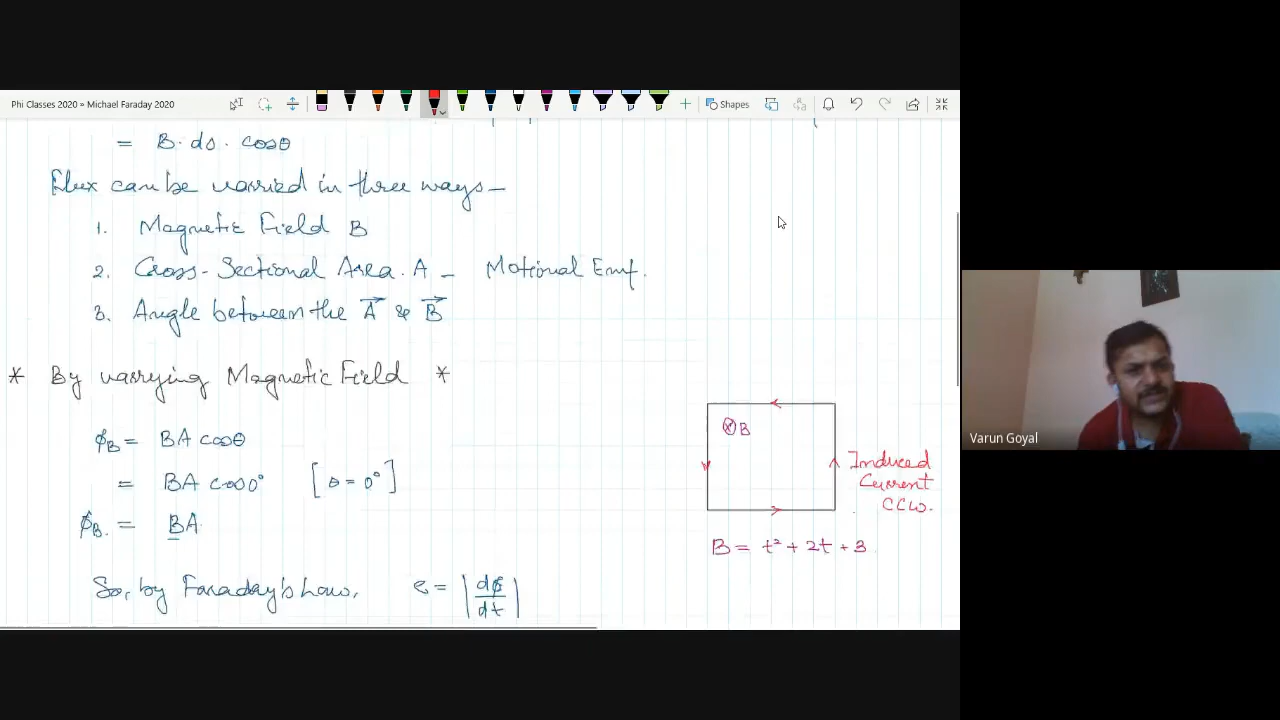 Phi Classes 2020 » Michael Faraday 2020
Shapes
= B. ds. cosθ
Flux can be varried in three ways -
1. Magnetic Field B
2. Cross-Sectional Area. A - Motional Emf.
3. Angle between the A⃗ & B⃗
* By varrying Magnetic Field *
ϕB = BA cosθ
= BA cos0° [θ = 0°]
ϕB. = BA
So, by Faraday's Law, e = |dϕ/dt|
⊗B
Induced
Current
CCW.
B = t² + 2t + 3
Varun Goyal